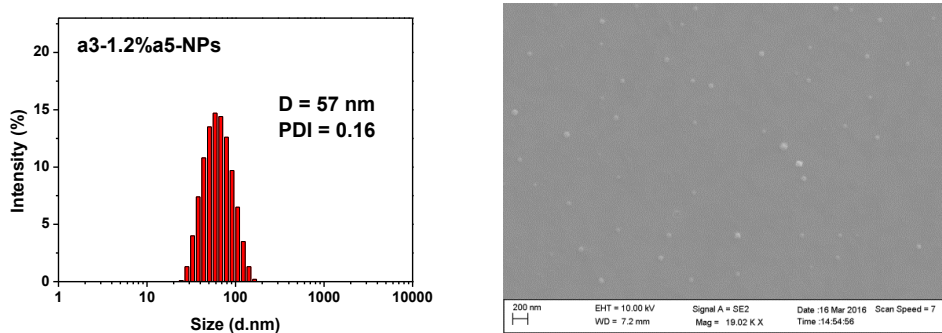 a3-1.2%a5-NPs
D = 57 nm
PDI = 0.16
Intensity (%)
20
15
10
5
0
1 10 100 1000 10000
Size (d.nm)
200 nm EHT = 10.00 kV Signal A = SE2 Date :16 Mar 2016 Scan Speed = 7
WD = 7.2 mm Mag = 19.02 K X Time :14:54:56